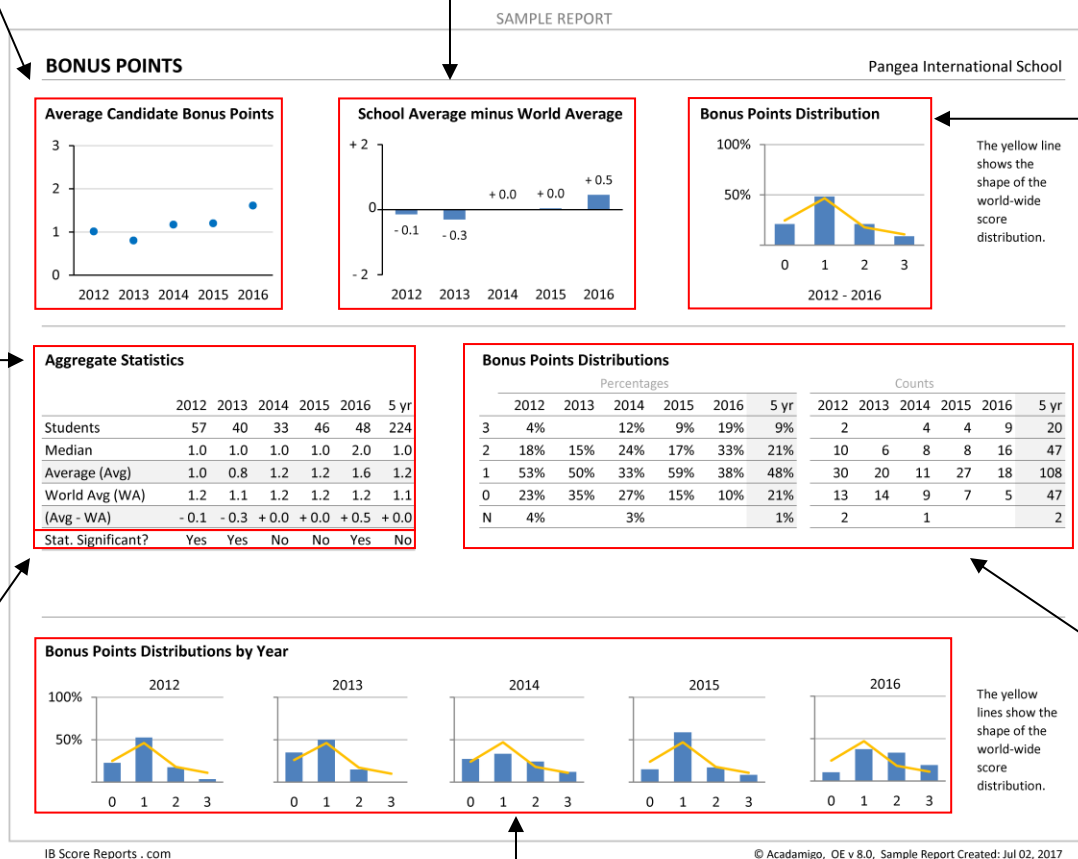 SAMPLE REPORT
BONUS POINTS
Pangea International School
Average Candidate Bonus Points
3
2
1
0
2012 2013 2014 2015 2016
School Average minus World Average
+ 2
0
- 2
- 0.1 - 0.3 + 0.0 + 0.0 + 0.5
2012 2013 2014 2015 2016
Bonus Points Distribution
100%
50%
0 1 2 3
2012 - 2016
The yellow line
shows the
shape of the
world-wide
score
distribution.
Aggregate Statistics
2012 2013 2014 2015 2016 5 yr
Students 57 40 33 46 48 224
Median 1.0 1.0 1.0 1.0 2.0 1.0
Average (Avg) 1.0 0.8 1.2 1.2 1.6 1.2
World Avg (WA) 1.2 1.1 1.2 1.2 1.2 1.1
(Avg - WA) - 0.1 - 0.3 + 0.0 + 0.0 + 0.5 + 0.0
Stat. Significant? Yes Yes No No Yes No
Bonus Points Distributions
Percentages Counts
2012 2013 2014 2015 2016 5 yr 2012 2013 2014 2015 2016 5 yr
3 4% 12% 9% 19% 9% 2 4 4 9 20
2 18% 15% 24% 17% 33% 21% 10 6 8 8 16 47
1 53% 50% 33% 59% 38% 48% 30 20 11 27 18 108
0 23% 35% 27% 15% 10% 21% 13 14 9 7 5 47
N 4% 3% 1% 2 1 2
Bonus Points Distributions by Year
2012 2013 2014 2015 2016
100%
50%
0 1 2 3 0 1 2 3 0 1 2 3 0 1 2 3 0 1 2 3
The yellow
lines show the
shape of the
world-wide
score
distribution.
IB Score Reports . com
© Acadamigo, OE v 8.0, Sample Report Created: Jul 02, 2017